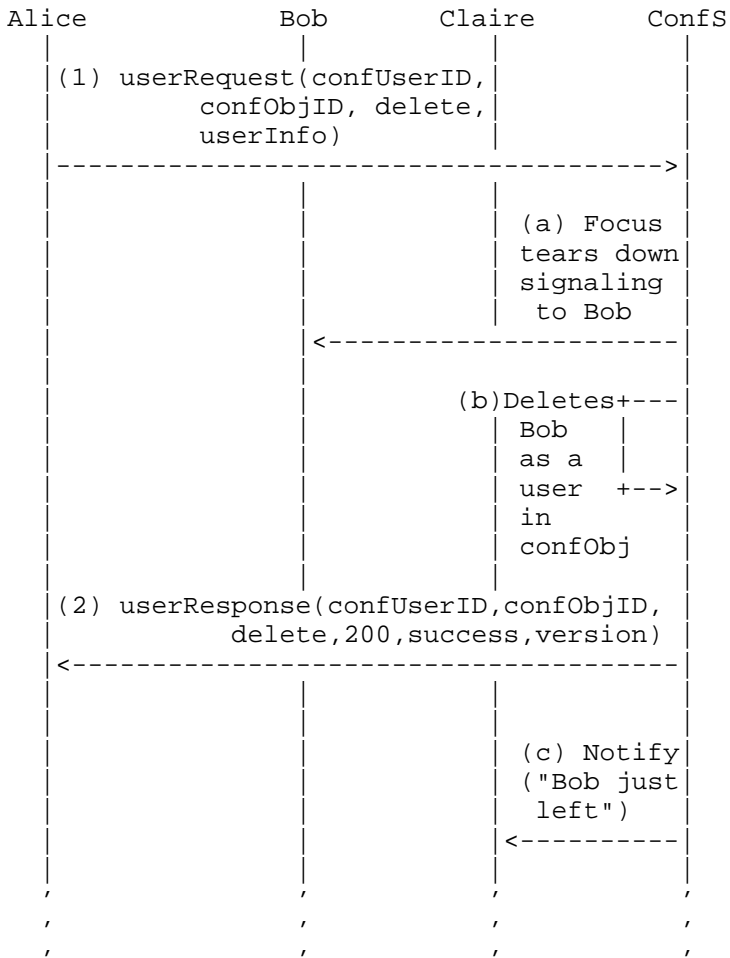 Alice Bob Claire ConfS
(1) userRequest(confUserID,
confObjID, delete,
userInfo)
(a) Focus
tears down
signaling
to Bob
(b)Deletes
Bob
as a
user
in
confObj
(2) userResponse(confUserID,confObjID,
delete,200,success,version)
(c) Notify
("Bob just
left")